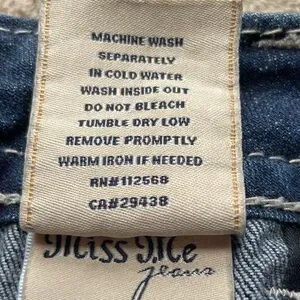 MACHINE WASH
SEPARATELY
IN COLD WATER
WASH INSIDE OUT
DO NOT BLEACH
TUMBLE DRY LOW
REMOVE PROMPTLY
WARM IRON IF NEEDED
RN#112568
CA#29438
Miss Me
jeans